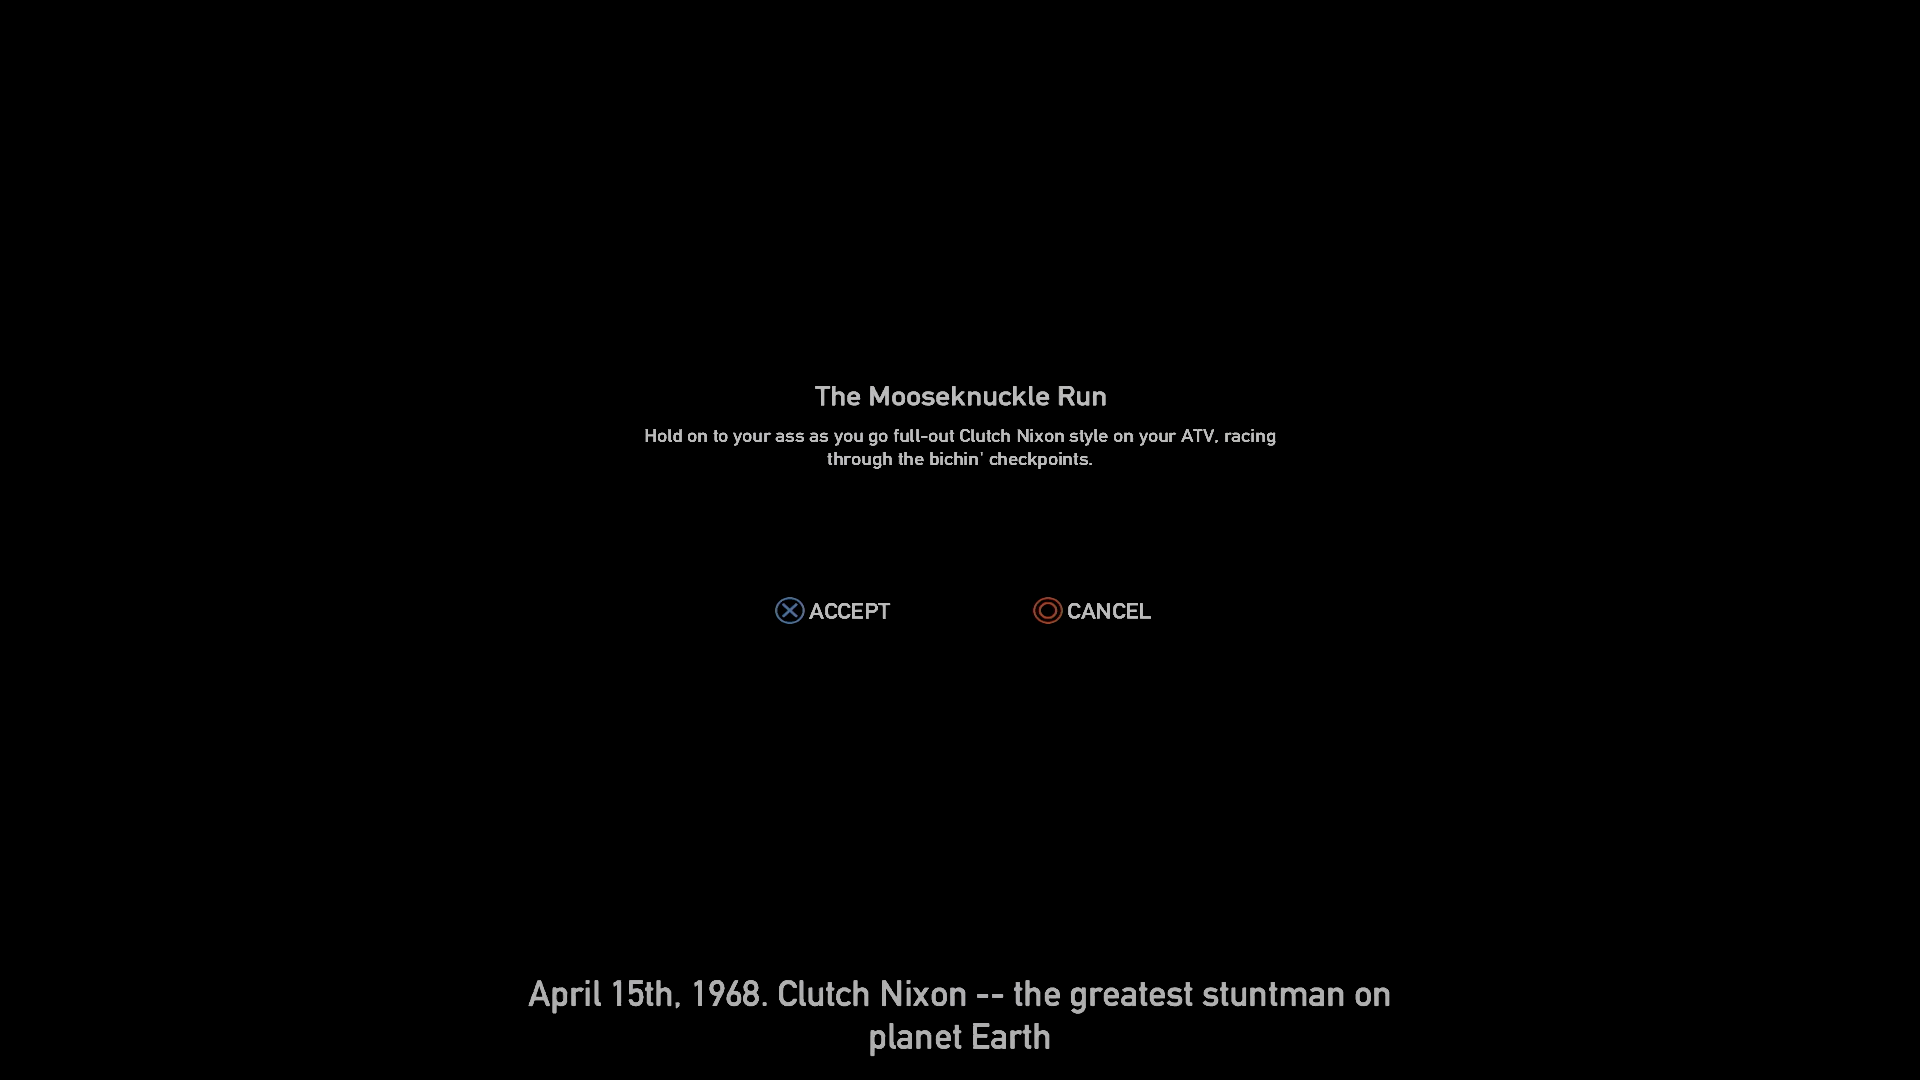 The Mooseknuckle Run
Hold on to your ass as you go full-out Clutch Nixon style on your ATV, racing
through the bichin' checkpoints.
ACCEPT
CANCEL
April 15th, 1968. Clutch Nixon -- the greatest stuntman on
planet Earth